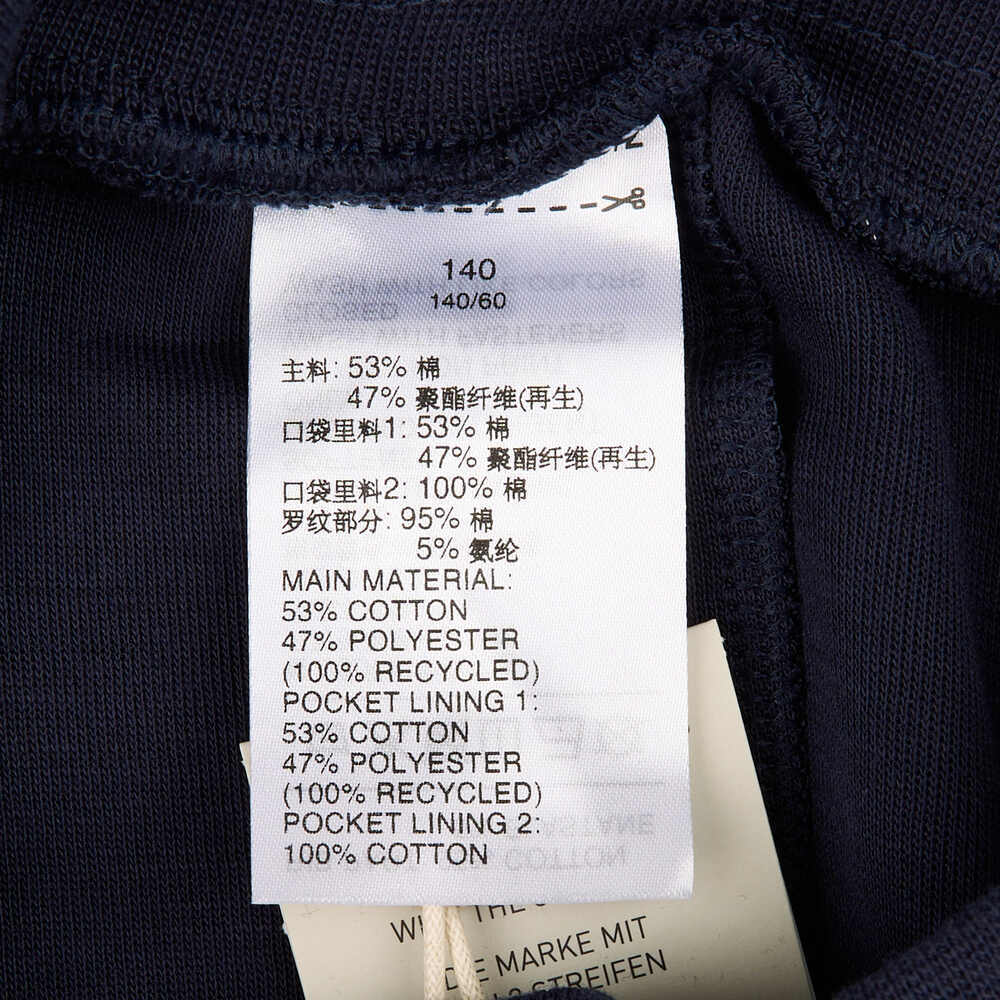 140
140/60
主料: 53% 棉
47% 聚酯纤维(再生)
口袋里料1: 53% 棉
47% 聚酯纤维(再生)
口袋里料2: 100% 棉
罗纹部分: 95% 棉
5% 氨纶
MAIN MATERIAL:
53% COTTON
47% POLYESTER
(100% RECYCLED)
POCKET LINING 1:
53% COTTON
47% POLYESTER
(100% RECYCLED)
POCKET LINING 2:
100% COTTON
THE
DIE MARKE MIT
STREIFEN